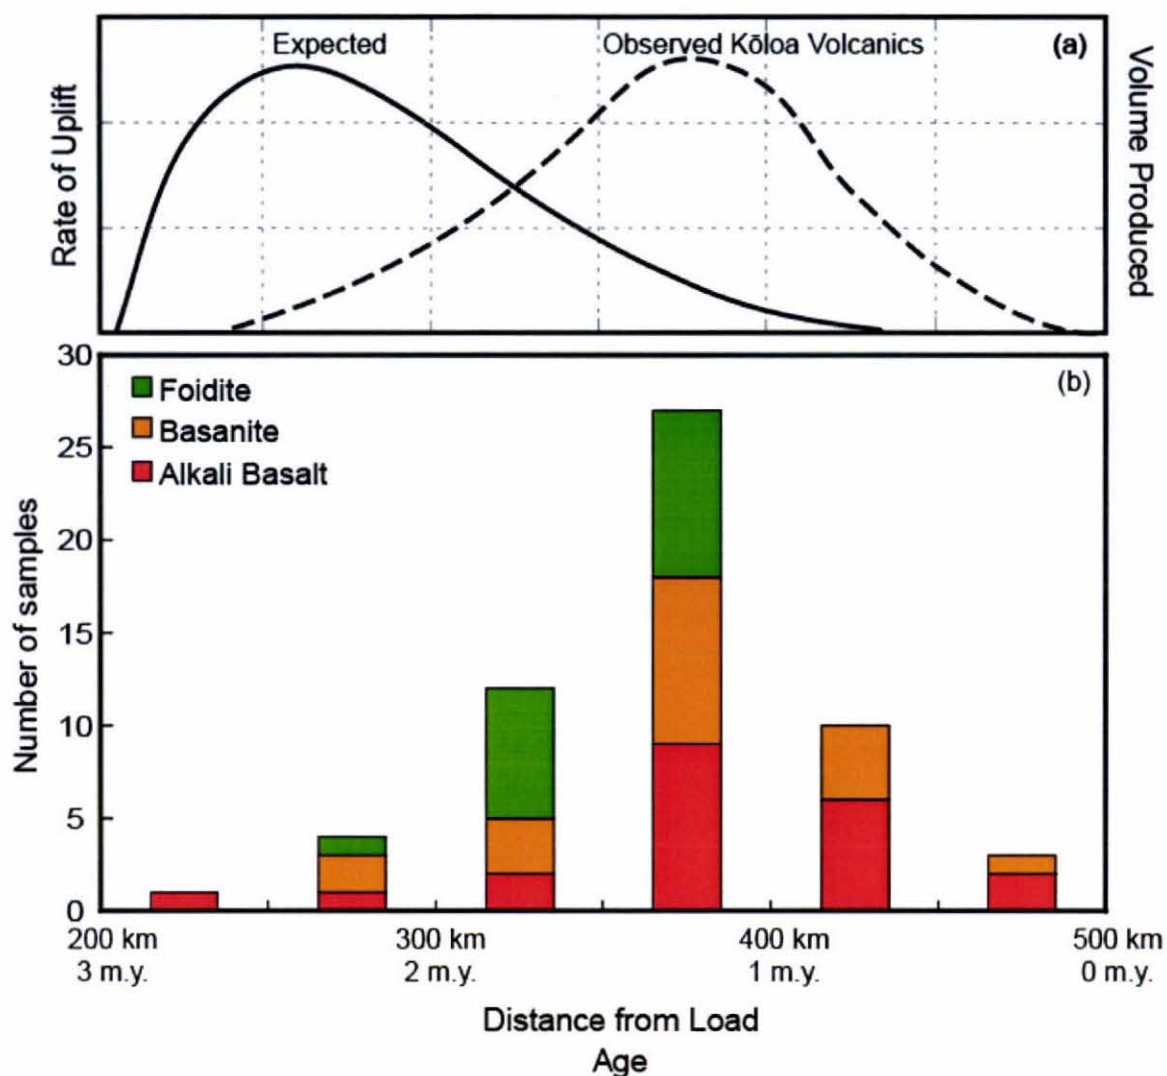 Expected
Observed Kōloa Volcanics
(a)
Rate of Uplift
Volume Produced
30
25
20
15
10
5
0
(b)
Foidite
Basanite
Alkali Basalt
Number of samples
200 km
3 m.y.
300 km
2 m.y.
400 km
1 m.y.
500 km
0 m.y.
Distance from Load
Age